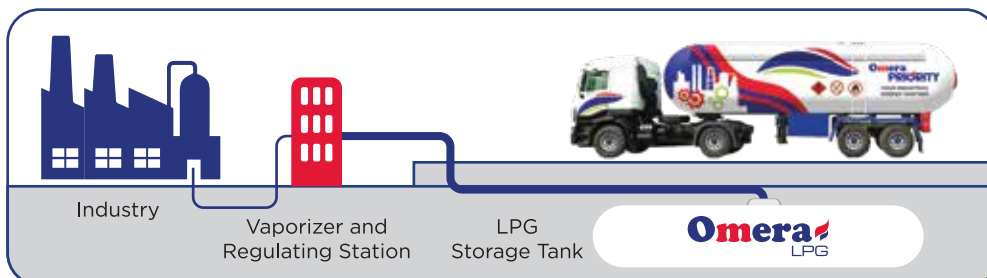 Omera
PRIORITY
Industry
Vaporizer and
Regulating Station
LPG
Storage Tank
Omera
LPG